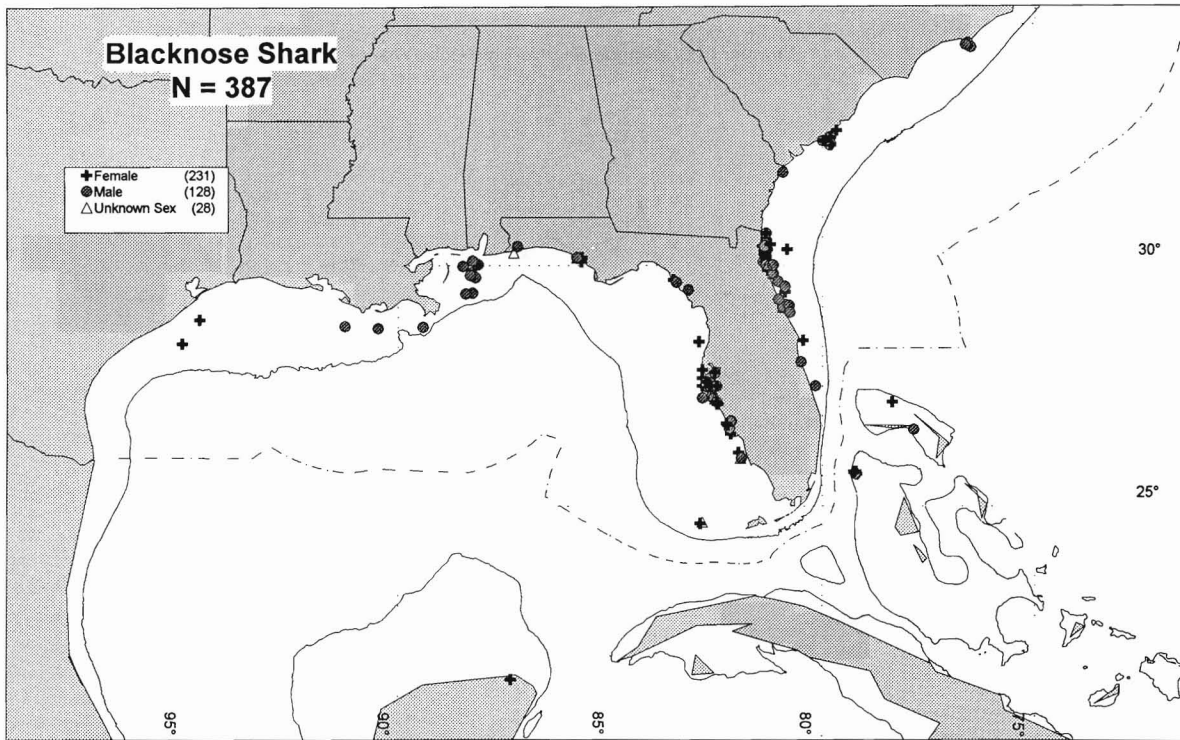 Blacknose Shark
N = 387
Female (231)
Male (128)
Unknown Sex (28)
30°
25°
95°
90°
85°
80°
75°